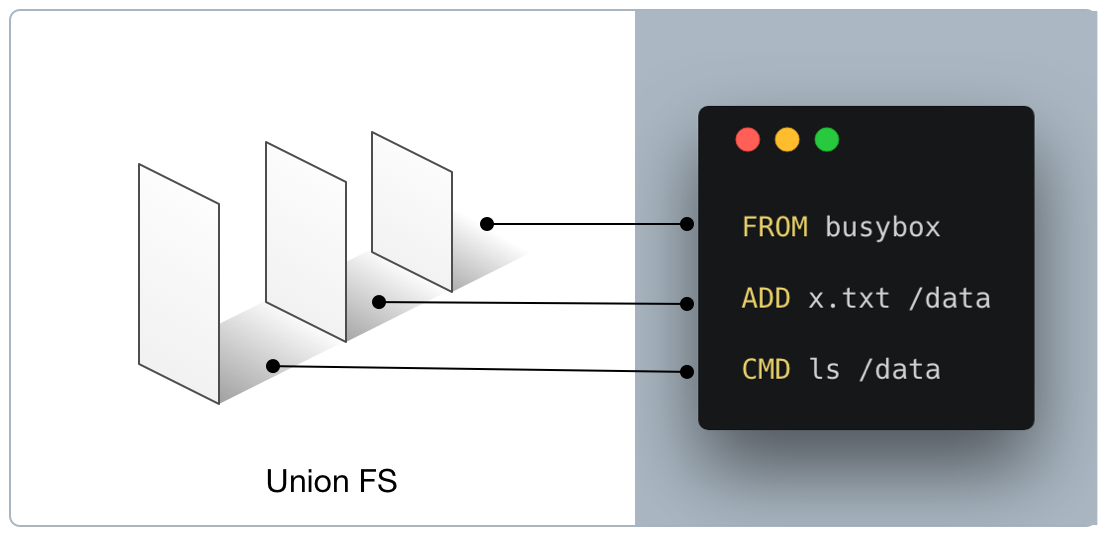 FROM busybox
ADD x.txt /data
CMD ls /data
Union FS